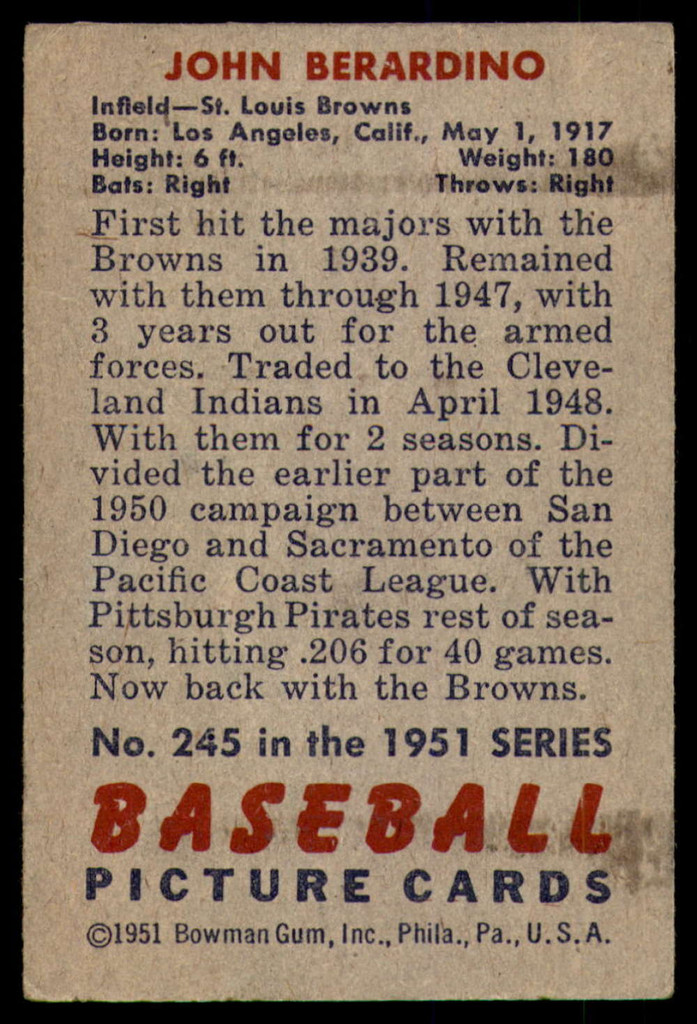 JOHN BERARDINO
Infield—St. Louis Browns
Born: Los Angeles, Calif., May 1, 1917
Height: 6 ft. Weight: 180
Bats: Right Throws: Right
First hit the majors with the
Browns in 1939. Remained
with them through 1947, with
3 years out for the armed
forces. Traded to the Cleve-
land Indians in April 1948.
With them for 2 seasons. Di-
vided the earlier part of the
1950 campaign between San
Diego and Sacramento of the
Pacific Coast League. With
Pittsburgh Pirates rest of sea-
son, hitting .206 for 40 games.
Now back with the Browns.
No. 245 in the 1951 SERIES
BASEBALL
PICTURE CARDS
©1951 Bowman Gum, Inc., Phila., Pa., U.S.A.